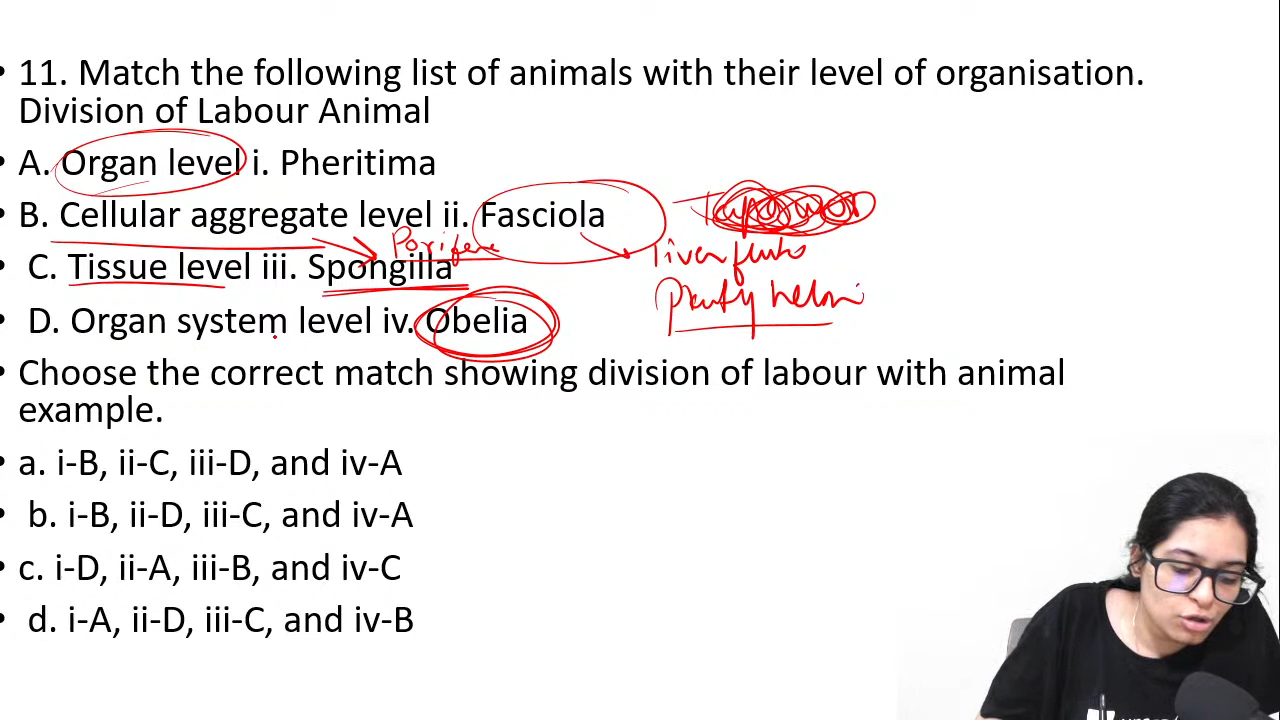 • 11. Match the following list of animals with their level of organisation.
Division of Labour Animal
• A. Organ level i. Pheritima
• B. Cellular aggregate level ii. Fasciola
Porifera
• C. Tissue level iii. Spongilla
liver fluke
Platyhelmi
• D. Organ system level iv. Obelia
• Choose the correct match showing division of labour with animal
example.
• a. i-B, ii-C, iii-D, and iv-A
• b. i-B, ii-D, iii-C, and iv-A
• c. i-D, ii-A, iii-B, and iv-C
• d. i-A, ii-D, iii-C, and iv-B